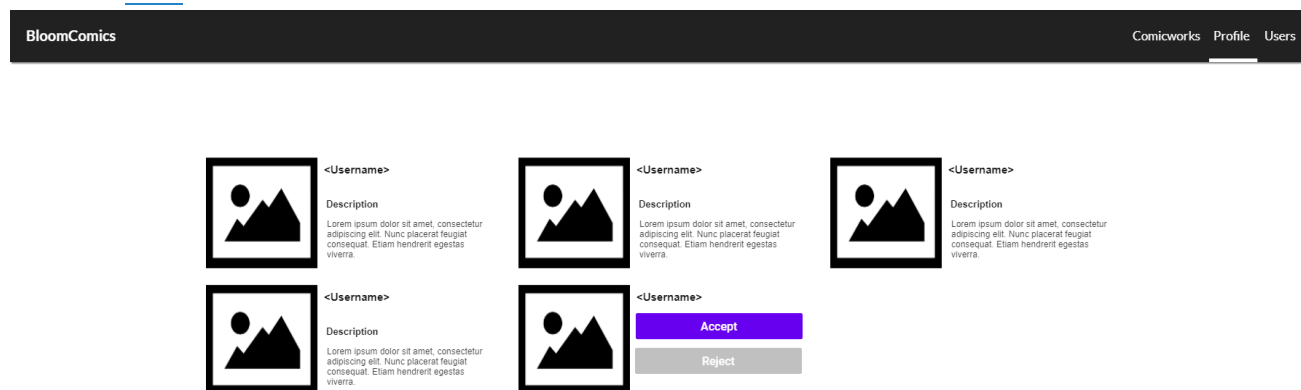 BloomComics
Comicworks Profile Users
<Username>
Description
Lorem ipsum dolor sit amet, consectetur
adipiscing elit. Nunc placerat feugiat
consequat. Etiam hendrerit egestas
viverra.
<Username>
Description
Lorem ipsum dolor sit amet, consectetur
adipiscing elit. Nunc placerat feugiat
consequat. Etiam hendrerit egestas
viverra.
<Username>
Description
Lorem ipsum dolor sit amet, consectetur
adipiscing elit. Nunc placerat feugiat
consequat. Etiam hendrerit egestas
viverra.
<Username>
Description
Lorem ipsum dolor sit amet, consectetur
adipiscing elit. Nunc placerat feugiat
consequat. Etiam hendrerit egestas
viverra.
<Username>
Accept
Reject